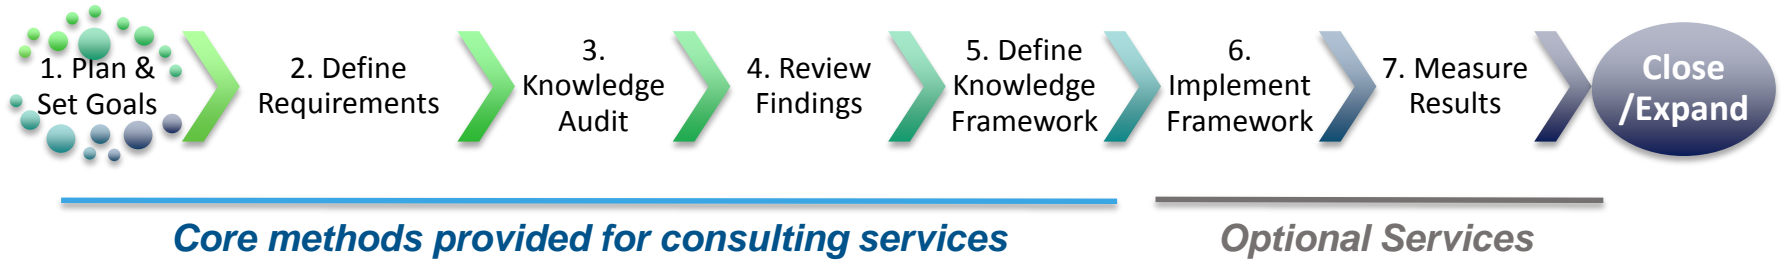 1. Plan &
Set Goals
2. Define
Requirements
3.
Knowledge
Audit
4. Review
Findings
5. Define
Knowledge
Framework
6.
Implement
Framework
7. Measure
Results
Close
/Expand
Core methods provided for consulting services
Optional Services